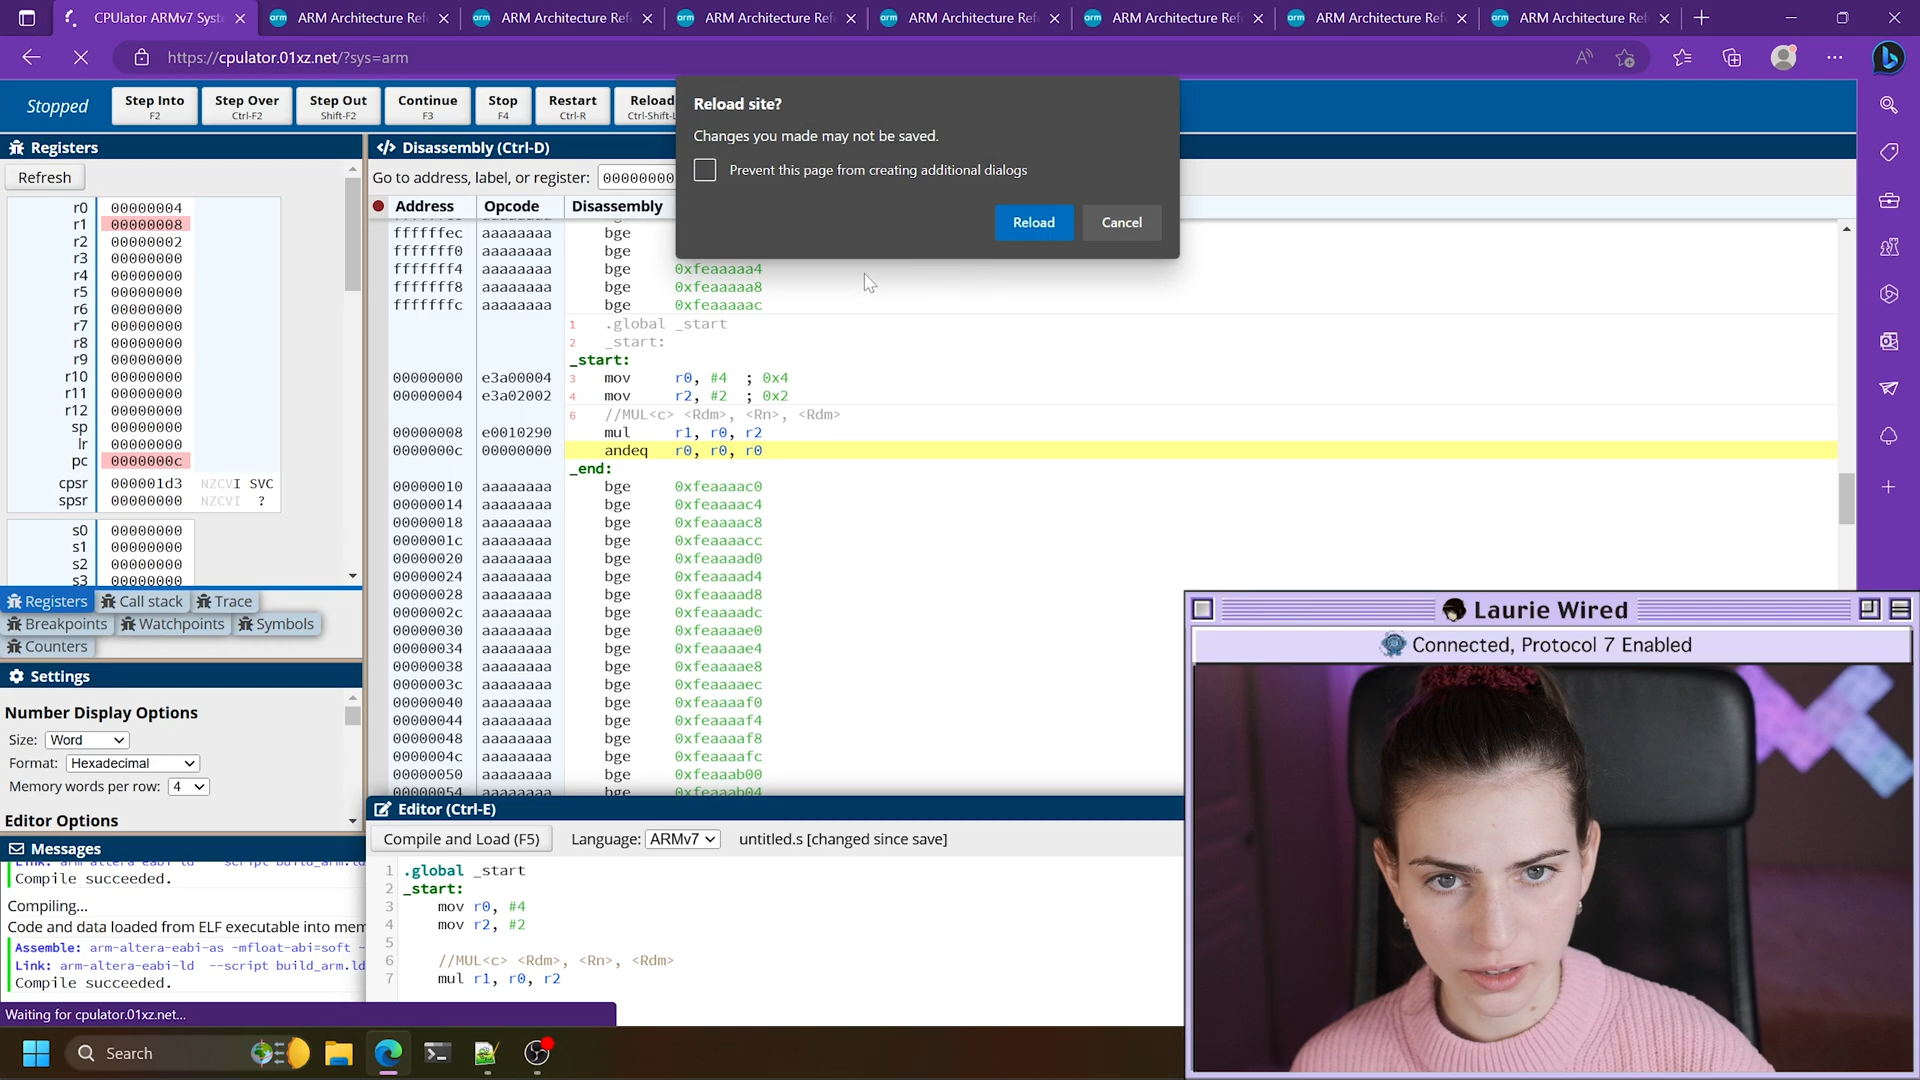 CPUlator ARMv7 Syst
ARM Architecture Ref
ARM Architecture Ref
ARM Architecture Ref
ARM Architecture Ref
ARM Architecture Ref
ARM Architecture Ref
ARM Architecture Ref
https://cpulator.01xz.net/?sys=arm
Stopped
Step Into
F2
Step Over
Ctrl-F2
Step Out
Shift-F2
Continue
F3
Stop
F4
Restart
Ctrl-R
Reload
Ctrl-Shift-L
Reload site?
Changes you made may not be saved.
Prevent this page from creating additional dialogs
Reload
Cancel
Registers
Refresh
r0 00000004
r1 00000008
r2 00000002
r3 00000000
r4 00000000
r5 00000000
r6 00000000
r7 00000000
r8 00000000
r9 00000000
r10 00000000
r11 00000000
r12 00000000
sp 00000000
lr 00000000
pc 0000000c
cpsr 000001d3 NZCVI SVC
spsr 00000000 NZCVI ?
s0 00000000
s1 00000000
s2 00000000
s3 00000000
Registers
Call stack
Trace
Breakpoints
Watchpoints
Symbols
Counters
Settings
Number Display Options
Size: Word
Format: Hexadecimal
Memory words per row: 4
Editor Options
Messages
Compile succeeded.
Compiling...
Code and data loaded from ELF executable into mem
Assemble: arm-altera-eabi-as -mfloat-abi=soft -
Link: arm-altera-eabi-ld --script build_arm.ld
Compile succeeded.
Waiting for cpulator.01xz.net...
Disassembly (Ctrl-D)
Go to address, label, or register: 00000000
Address Opcode Disassembly
ffffffec aaaaaaaa bge
fffffff0 aaaaaaaa bge
fffffff4 aaaaaaaa bge 0xfeaaaaa4
fffffff8 aaaaaaaa bge 0xfeaaaaa8
fffffffc aaaaaaaa bge 0xfeaaaaac
1 .global _start
2 _start:
_start:
00000000 e3a00004 3 mov r0, #4 ; 0x4
00000004 e3a02002 4 mov r2, #2 ; 0x2
6 //MUL<c> <Rdm>, <Rn>, <Rdm>
00000008 e0010290 mul r1, r0, r2
0000000c 00000000 andeq r0, r0, r0
_end:
00000010 aaaaaaaa bge 0xfeaaaac0
00000014 aaaaaaaa bge 0xfeaaaac4
00000018 aaaaaaaa bge 0xfeaaaac8
0000001c aaaaaaaa bge 0xfeaaaacc
00000020 aaaaaaaa bge 0xfeaaaad0
00000024 aaaaaaaa bge 0xfeaaaad4
00000028 aaaaaaaa bge 0xfeaaaad8
0000002c aaaaaaaa bge 0xfeaaaadc
00000030 aaaaaaaa bge 0xfeaaaae0
00000034 aaaaaaaa bge 0xfeaaaae4
00000038 aaaaaaaa bge 0xfeaaaae8
0000003c aaaaaaaa bge 0xfeaaaaec
00000040 aaaaaaaa bge 0xfeaaaaf0
00000044 aaaaaaaa bge 0xfeaaaaf4
00000048 aaaaaaaa bge 0xfeaaaaf8
0000004c aaaaaaaa bge 0xfeaaaafc
00000050 aaaaaaaa bge 0xfeaaab00
00000054 aaaaaaaa bge 0xfeaaab04
Editor (Ctrl-E)
Compile and Load (F5)
Language: ARMv7
untitled.s [changed since save]
1 .global _start
2 _start:
3 mov r0, #4
4 mov r2, #2
5
6 //MUL<c> <Rdm>, <Rn>, <Rdm>
7 mul r1, r0, r2
Laurie Wired
Connected, Protocol 7 Enabled
Search